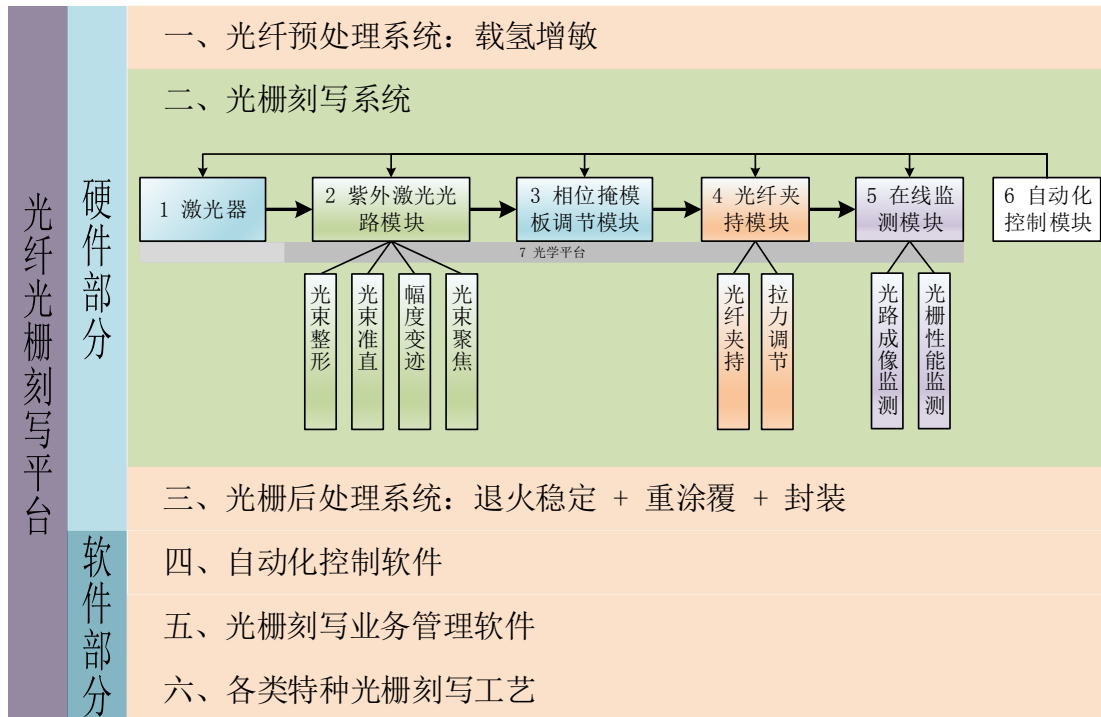 光纤光栅刻写平台
硬件部分
一、光纤预处理系统：载氢增敏
二、光栅刻写系统
1 激光器
2 紫外激光光
路模块
3 相位掩模
板调节模块
4 光纤夹
持模块
5 在线监
测模块
6 自动化
控制模块
7 光学平台
光束整形
光束准直
幅度变迹
光束聚焦
光纤夹持
拉力调节
光路成像监测
光栅性能监测
三、光栅后处理系统：退火稳定 + 重涂覆 + 封装
软件部分
四、自动化控制软件
五、光栅刻写业务管理软件
六、各类特种光栅刻写工艺